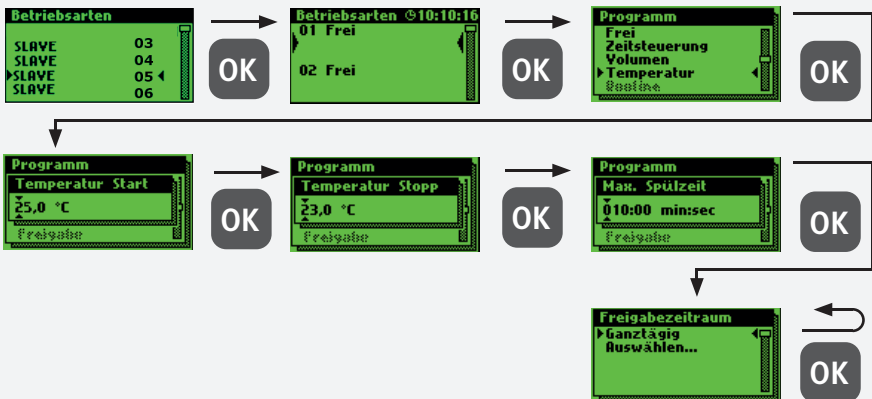 Betriebsarten
SLAVE 03
SLAVE 04
SLAVE 05
SLAVE 06
OK
Betriebsarten 10:10:16
01 Frei
02 Frei
OK
Programm
Frei
Zeitsteuerung
Volumen
Temperatur
OK
Programm
Temperatur Start
25,0 °C
Freigabe
OK
Programm
Temperatur Stopp
23,0 °C
Freigabe
OK
Programm
Max. Spülzeit
010:00 min:sec
Freigabe
OK
Freigabezeitraum
Ganztägig
Auswählen...
OK